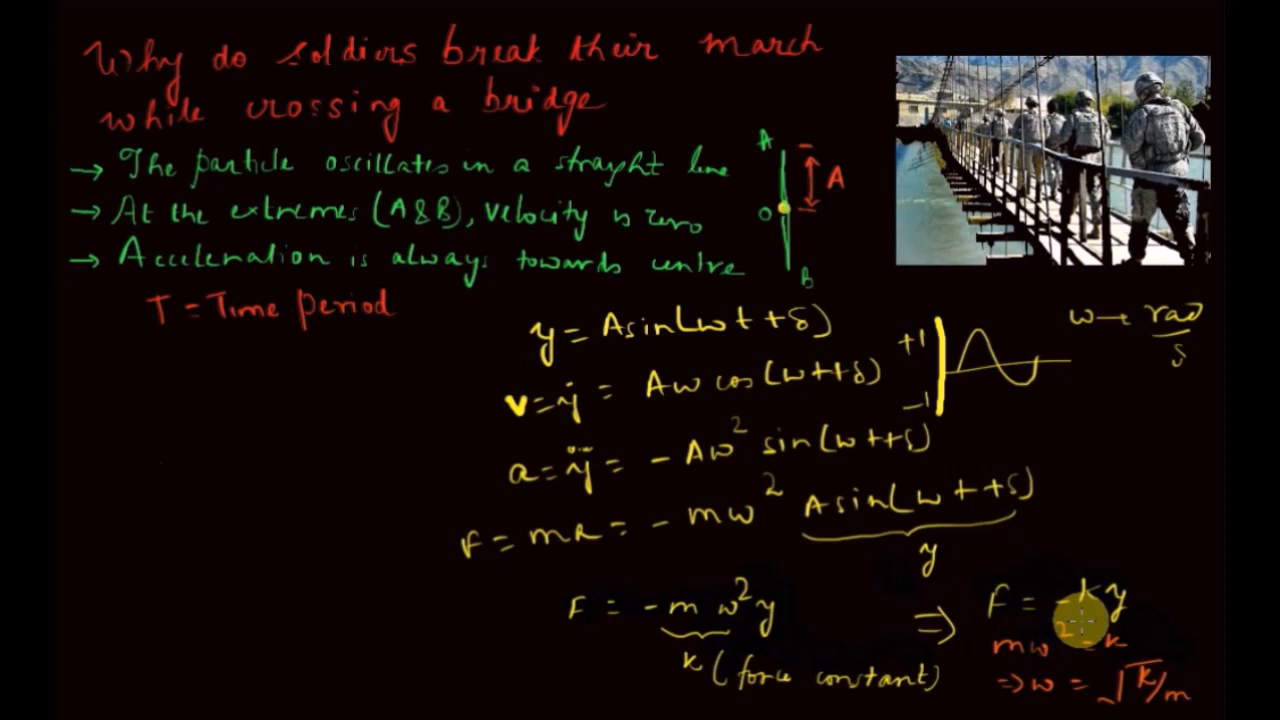 Why do soldiers break their march
while crossing a bridge
→ The particle oscillates in a straight line
→ At the extremes (A&B), velocity is zero
→ Acceleration is always towards centre
A
A
O
B
T = Time period
y = A sin(ωt + δ)
v = ẏ = Aω cos(ωt+δ)
+1
-1
ω → rad/s
a = ÿ = - Aω² sin(ωt+δ)
F = ma = - mω² A sin(ωt+δ)
y
F = - mω²y
k (force constant)
⇒ F = -ky
mω² = k
⇒ ω = √k/m